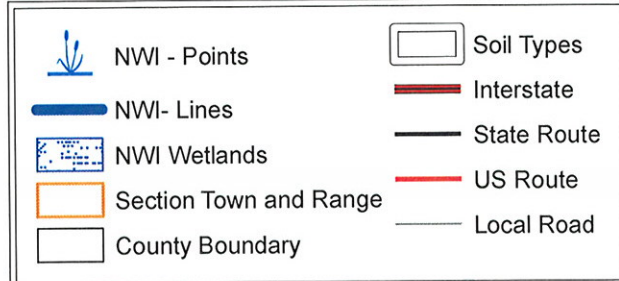 NWI - Points
NWI- Lines
NWI Wetlands
Section Town and Range
County Boundary
Soil Types
Interstate
State Route
US Route
Local Road